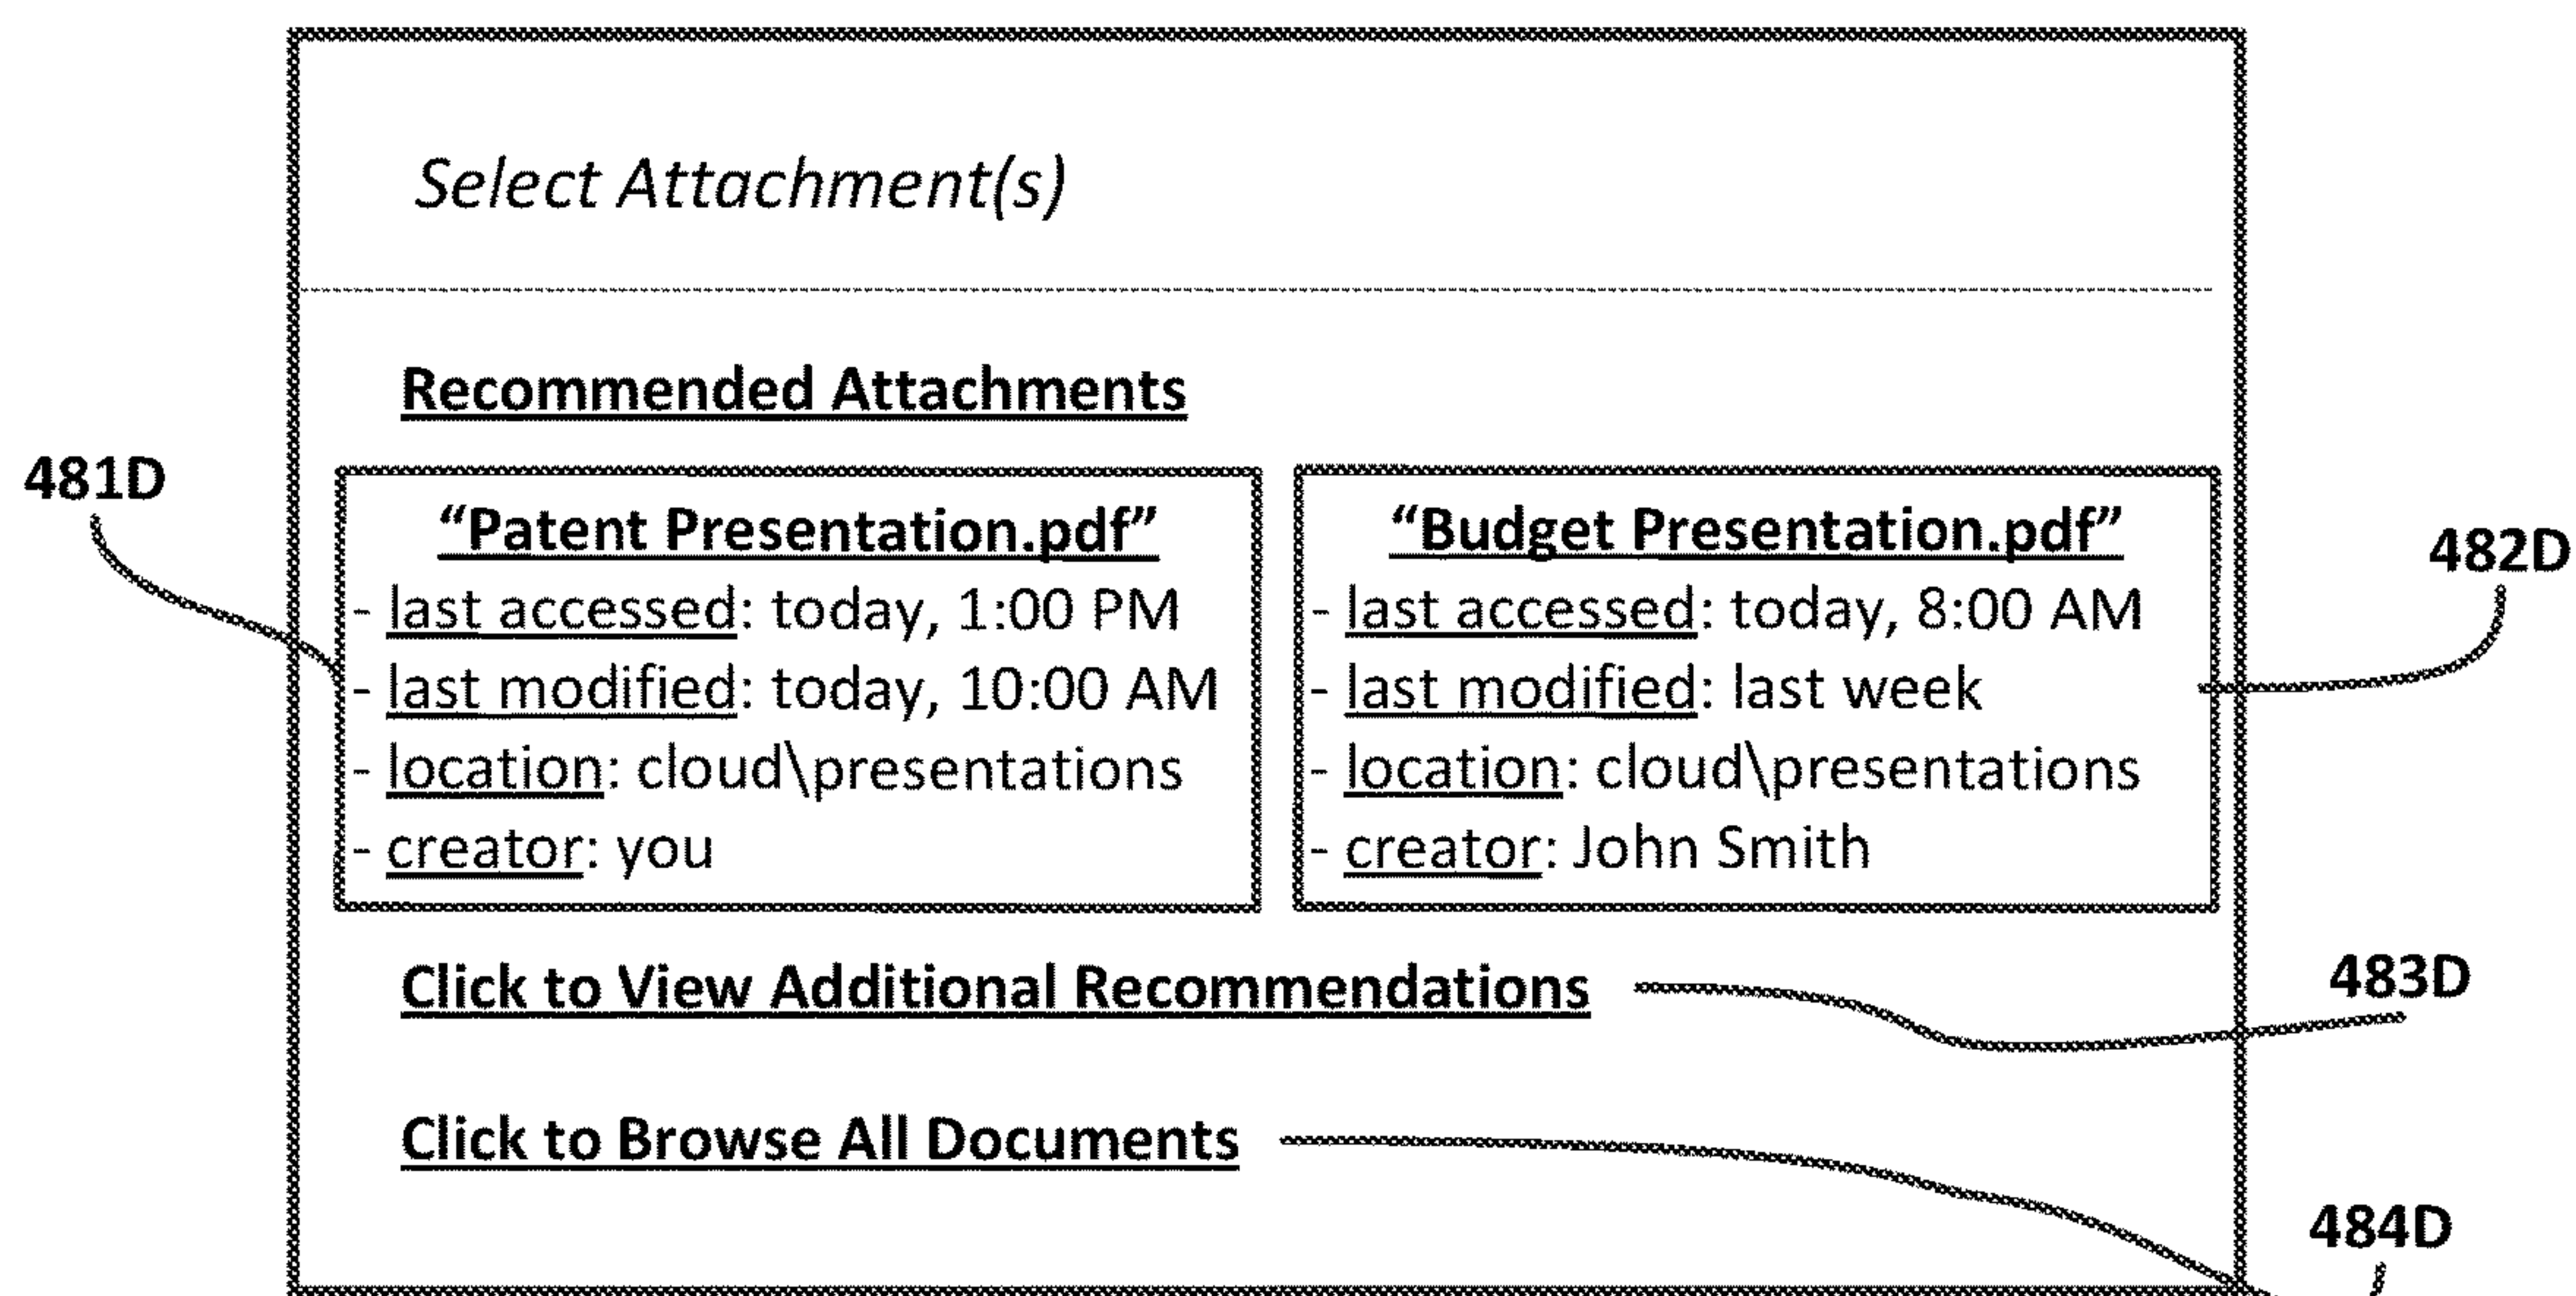 Select Attachment(s)
Recommended Attachments
481D
“Patent Presentation.pdf”
- last accessed: today, 1:00 PM
- last modified: today, 10:00 AM
- location: cloud\presentations
- creator: you
“Budget Presentation.pdf”
- last accessed: today, 8:00 AM
- last modified: last week
- location: cloud\presentations
- creator: John Smith
482D
Click to View Additional Recommendations
483D
Click to Browse All Documents
484D